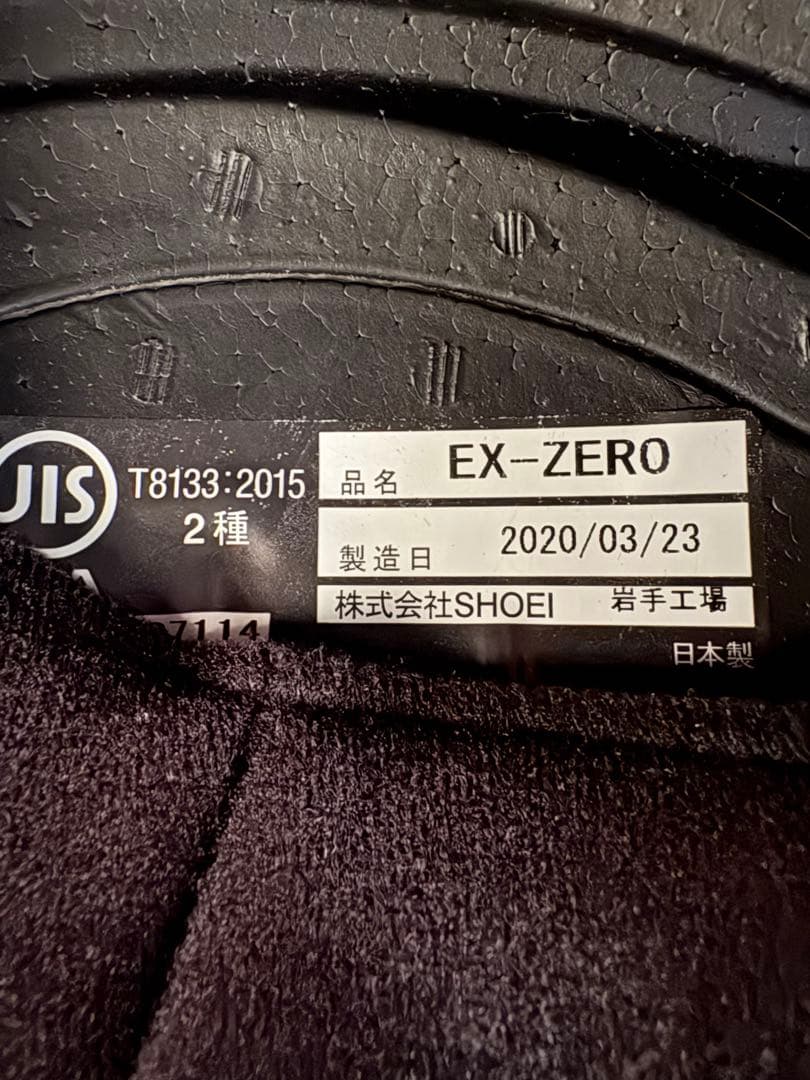 JIS
T8133:2015
2種
品名 EX-ZERO
製造日 2020/03/23
株式会社SHOEI 岩手工場
7114
日本製